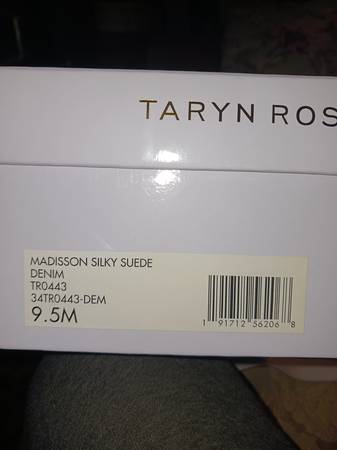 TARYN ROS
MADISSON SILKY SUEDE
DENIM
TR0443
34TR0443-DEM
9.5M
1 91712 56206 8